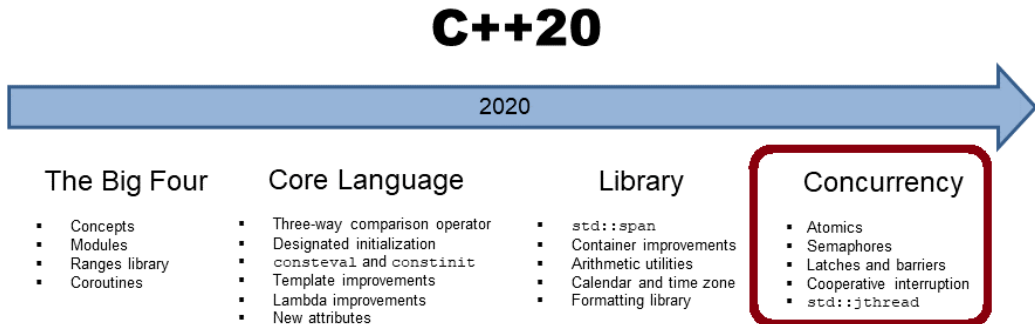 C++20
2020
The Big Four
▪ Concepts
▪ Modules
▪ Ranges library
▪ Coroutines
Core Language
▪ Three-way comparison operator
▪ Designated initialization
▪ consteval and constinit
▪ Template improvements
▪ Lambda improvements
▪ New attributes
Library
▪ std::span
▪ Container improvements
▪ Arithmetic utilities
▪ Calendar and time zone
▪ Formatting library
Concurrency
▪ Atomics
▪ Semaphores
▪ Latches and barriers
▪ Cooperative interruption
▪ std::jthread